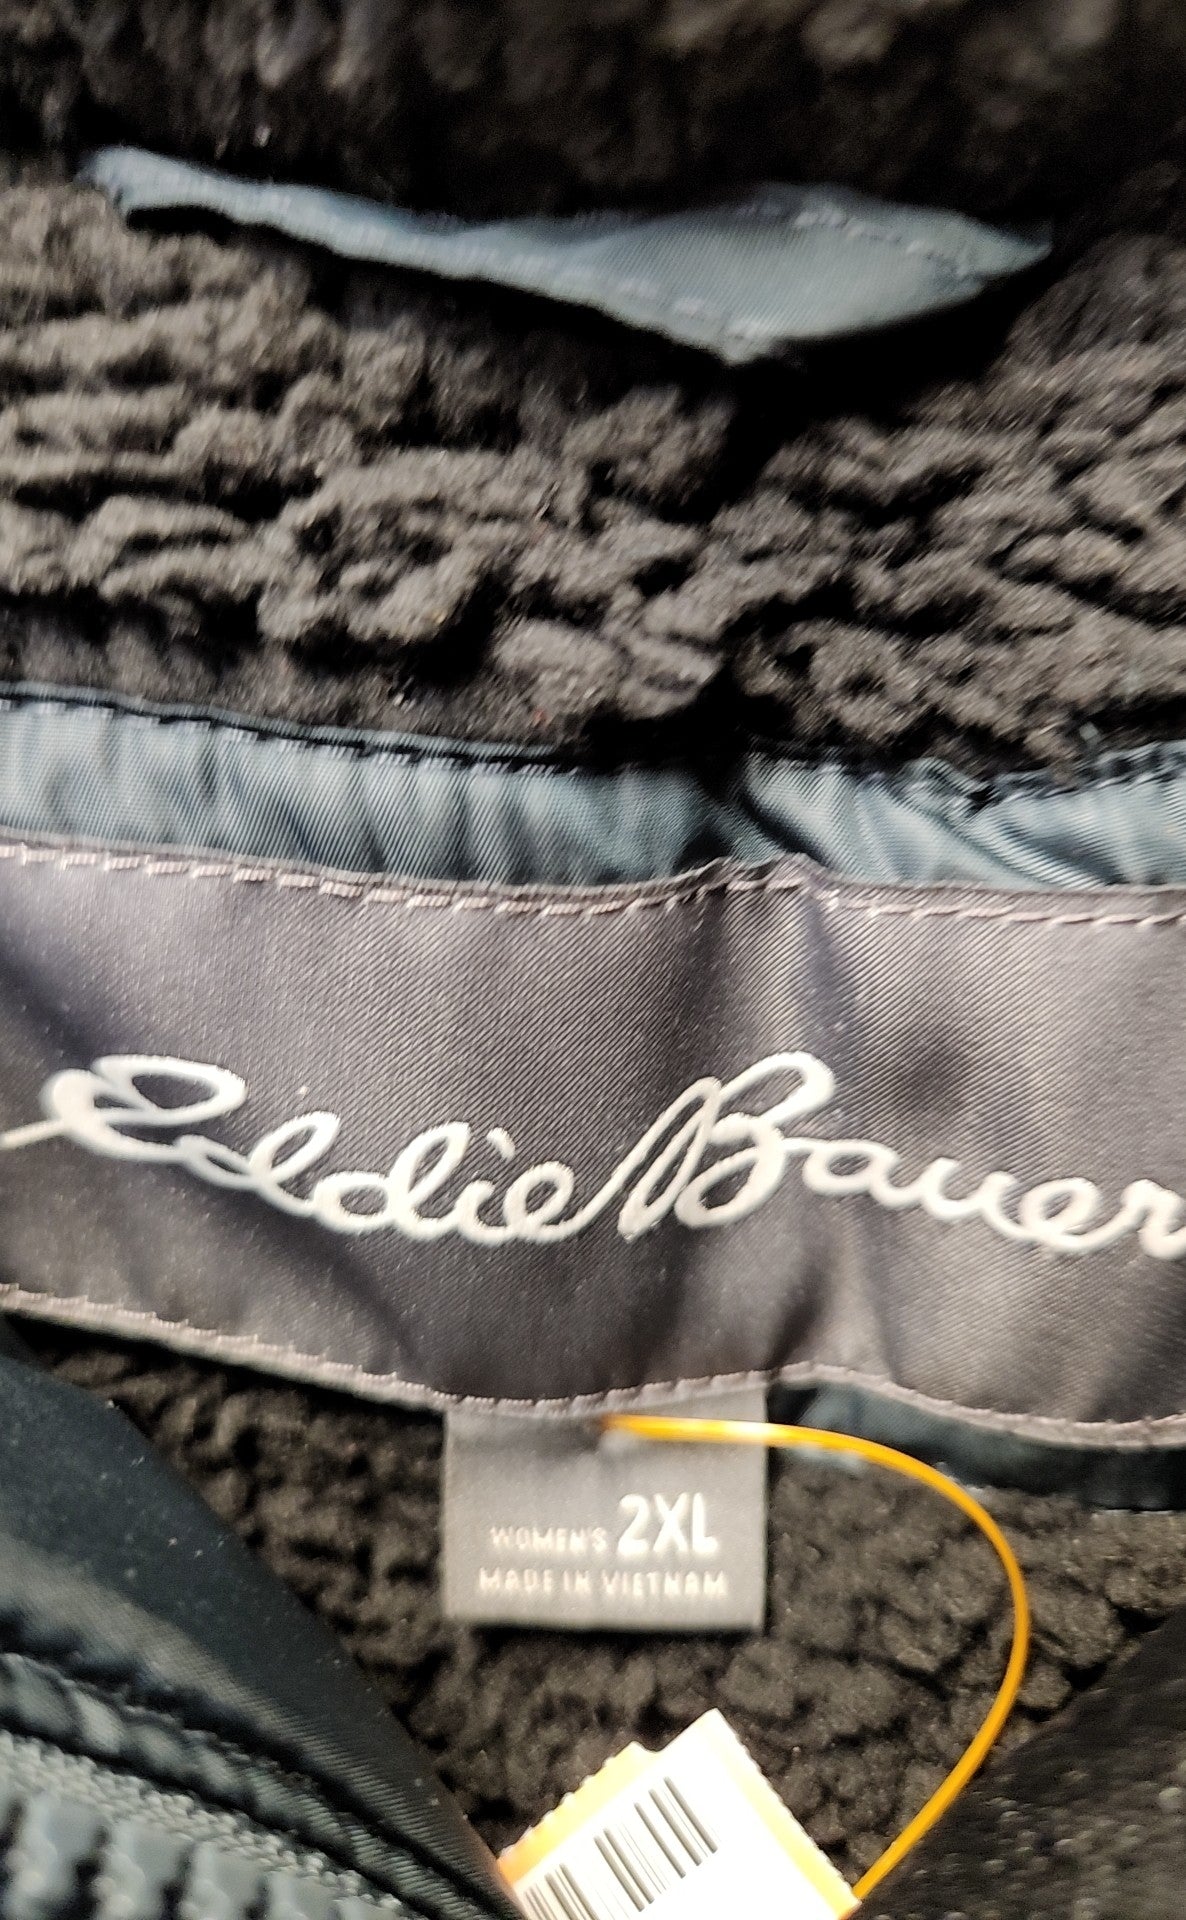 Eddie Bauer
WOMEN'S 2XL
MADE IN VIETNAM